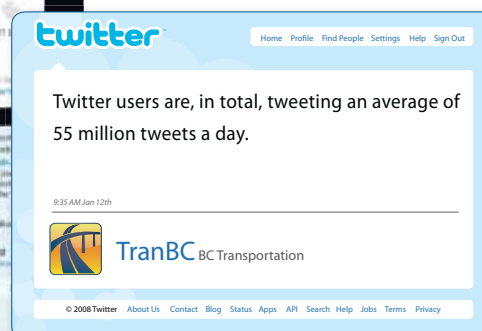 twitter
Home Profile Find People Settings Help Sign Out
Twitter users are, in total, tweeting an average of
55 million tweets a day.
9:35 AM Jan 12th
TranBC BC Transportation
© 2008 Twitter About Us Contact Blog Status Apps API Search Help Jobs Terms Privacy